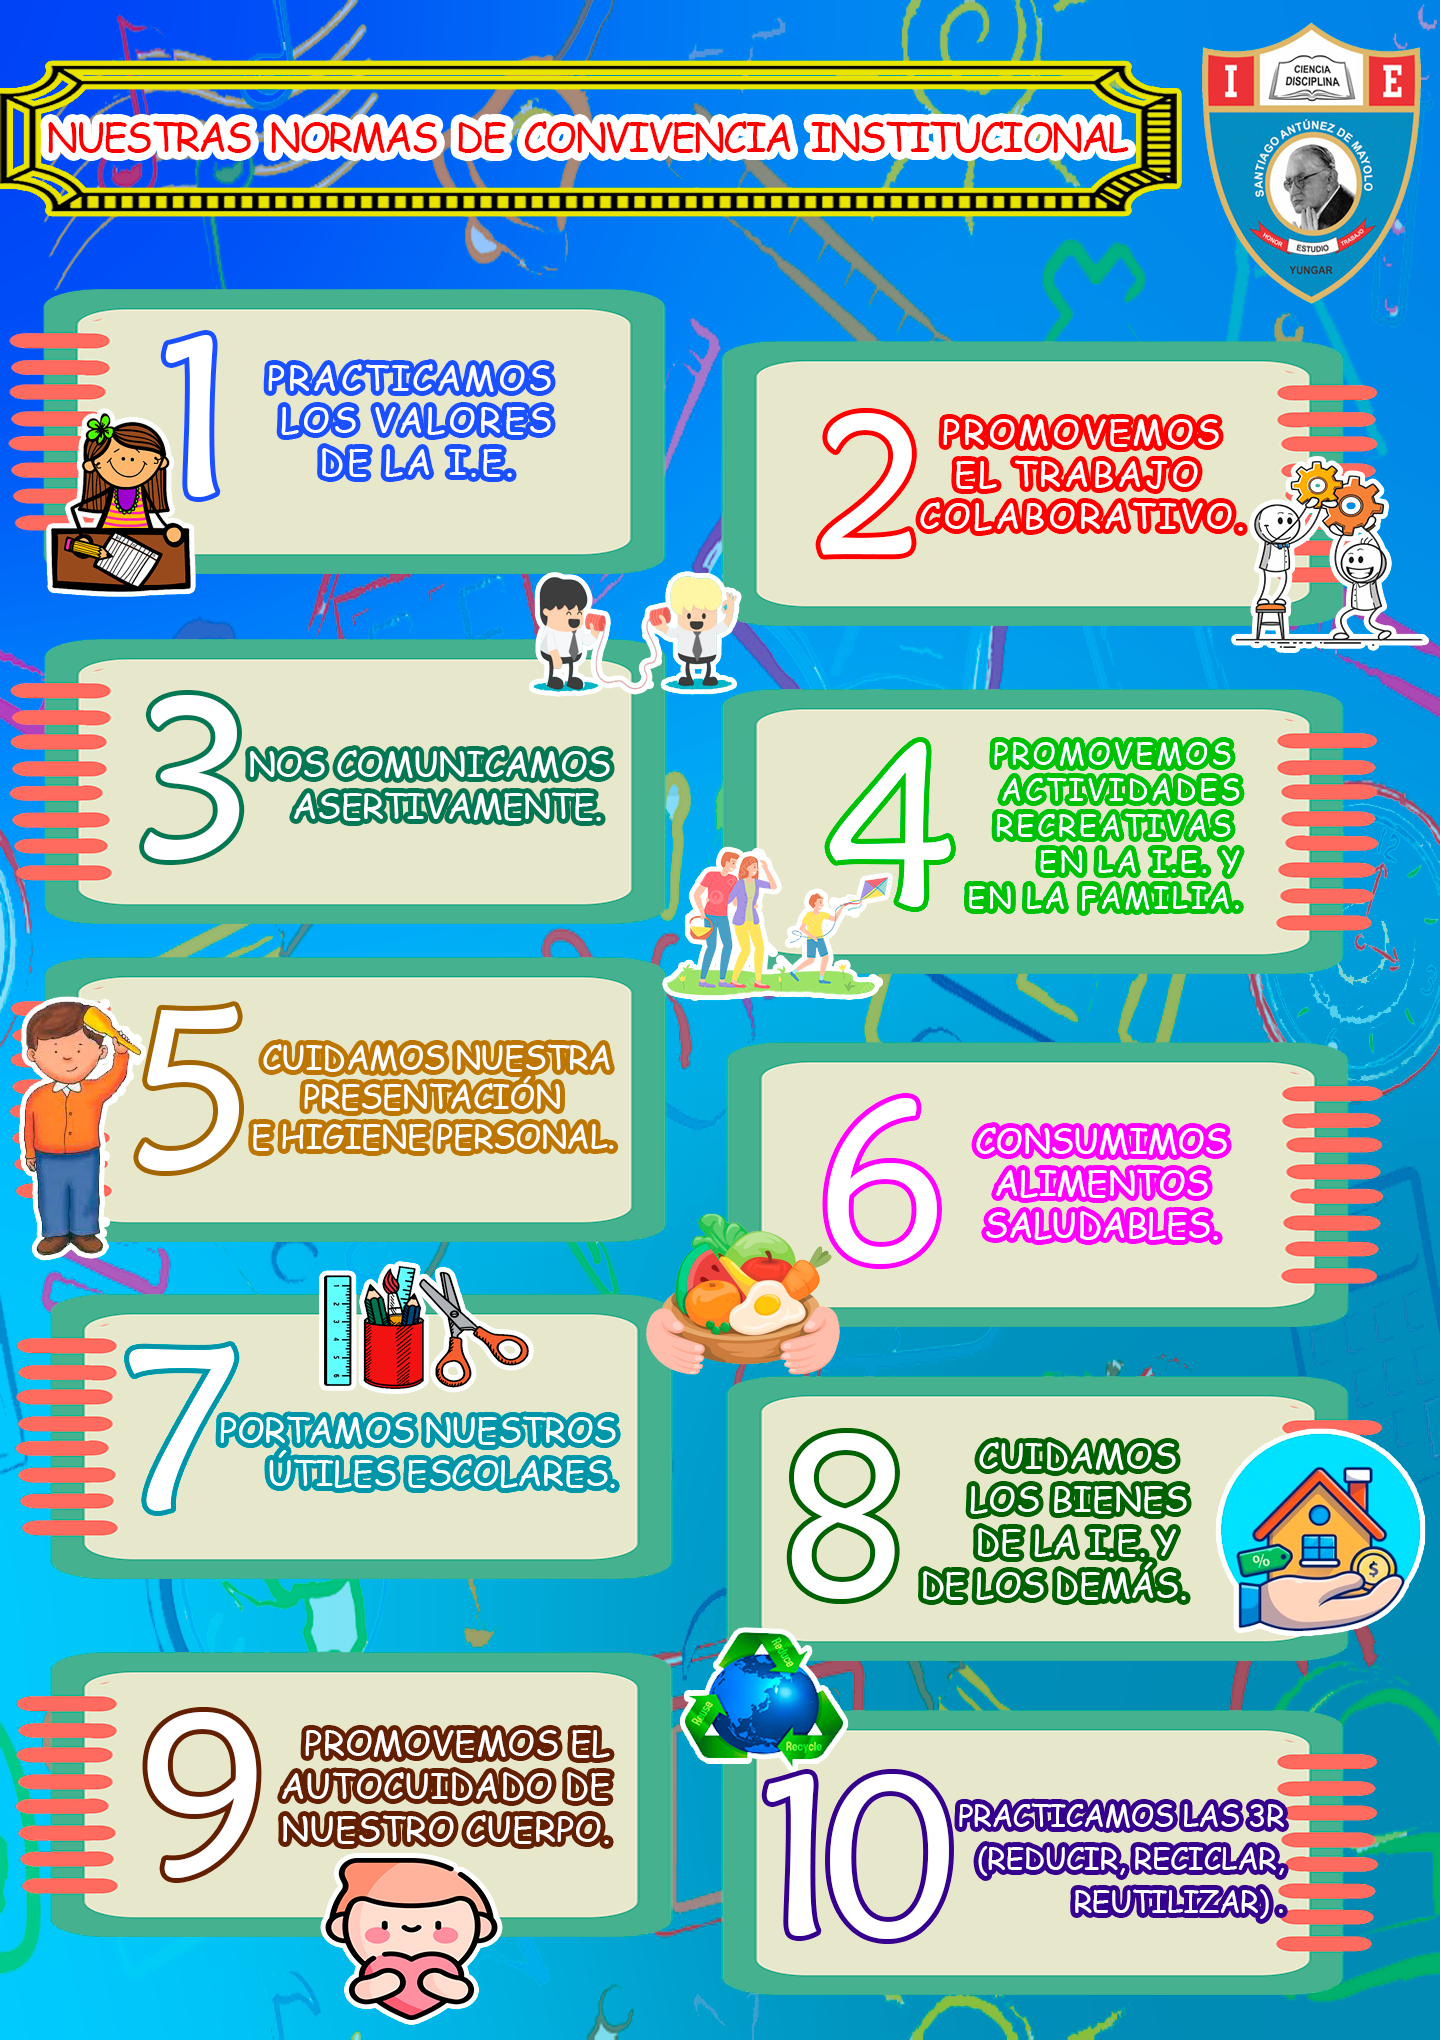 NUESTRAS NORMAS DE CONVIVENCIA INSTITUCIONAL
I E
CIENCIA
DISCIPLINA
SANTIAGO ANTÚNEZ DE MAYOLO
HONOR ESTUDIO TRABAJO
YUNGAR
1
PRACTICAMOS
LOS VALORES
DE LA I.E.
2
PROMOVEMOS
EL TRABAJO
COLABORATIVO.
3
NOS COMUNICAMOS
ASERTIVAMENTE.
4
PROMOVEMOS
ACTIVIDADES
RECREATIVAS
EN LA I.E. Y
EN LA FAMILIA.
5
CUIDAMOS NUESTRA
PRESENTACIÓN
E HIGIENE PERSONAL.
6
CONSUMIMOS
ALIMENTOS
SALUDABLES.
7
PORTAMOS NUESTROS
ÚTILES ESCOLARES.
8
CUIDAMOS
LOS BIENES
DE LA I.E. Y
DE LOS DEMÁS.
%
$
9
PROMOVEMOS EL
AUTOCUIDADO DE
NUESTRO CUERPO.
Reduce
Reuse
Recycle
10
PRACTICAMOS LAS 3R
(REDUCIR, RECICLAR,
REUTILIZAR).